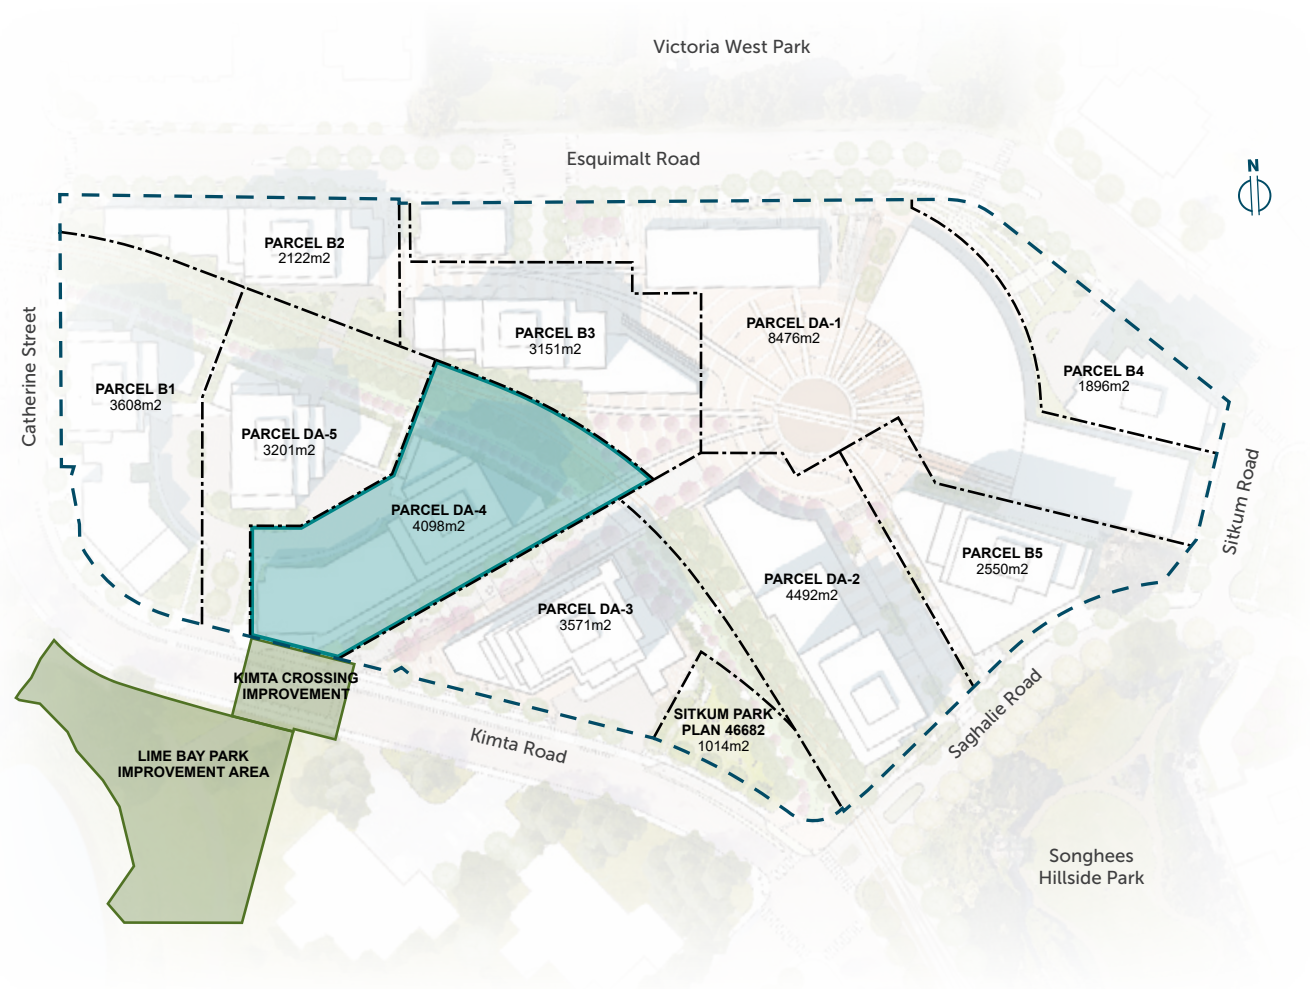 Victoria West Park
Esquimalt Road
N
PARCEL B2
2122m2
PARCEL B3
3151m2
PARCEL DA-1
8476m2
PARCEL B4
1896m2
Catherine Street
PARCEL B1
3608m2
PARCEL DA-5
3201m2
PARCEL DA-4
4098m2
Sitkum Road
PARCEL B5
2550m2
PARCEL DA-2
4492m2
PARCEL DA-3
3571m2
KIMTA CROSSING
IMPROVEMENT
SITKUM PARK
PLAN 46682
1014m2
Saghalie Road
Kimta Road
LIME BAY PARK
IMPROVEMENT AREA
Songhees
Hillside Park